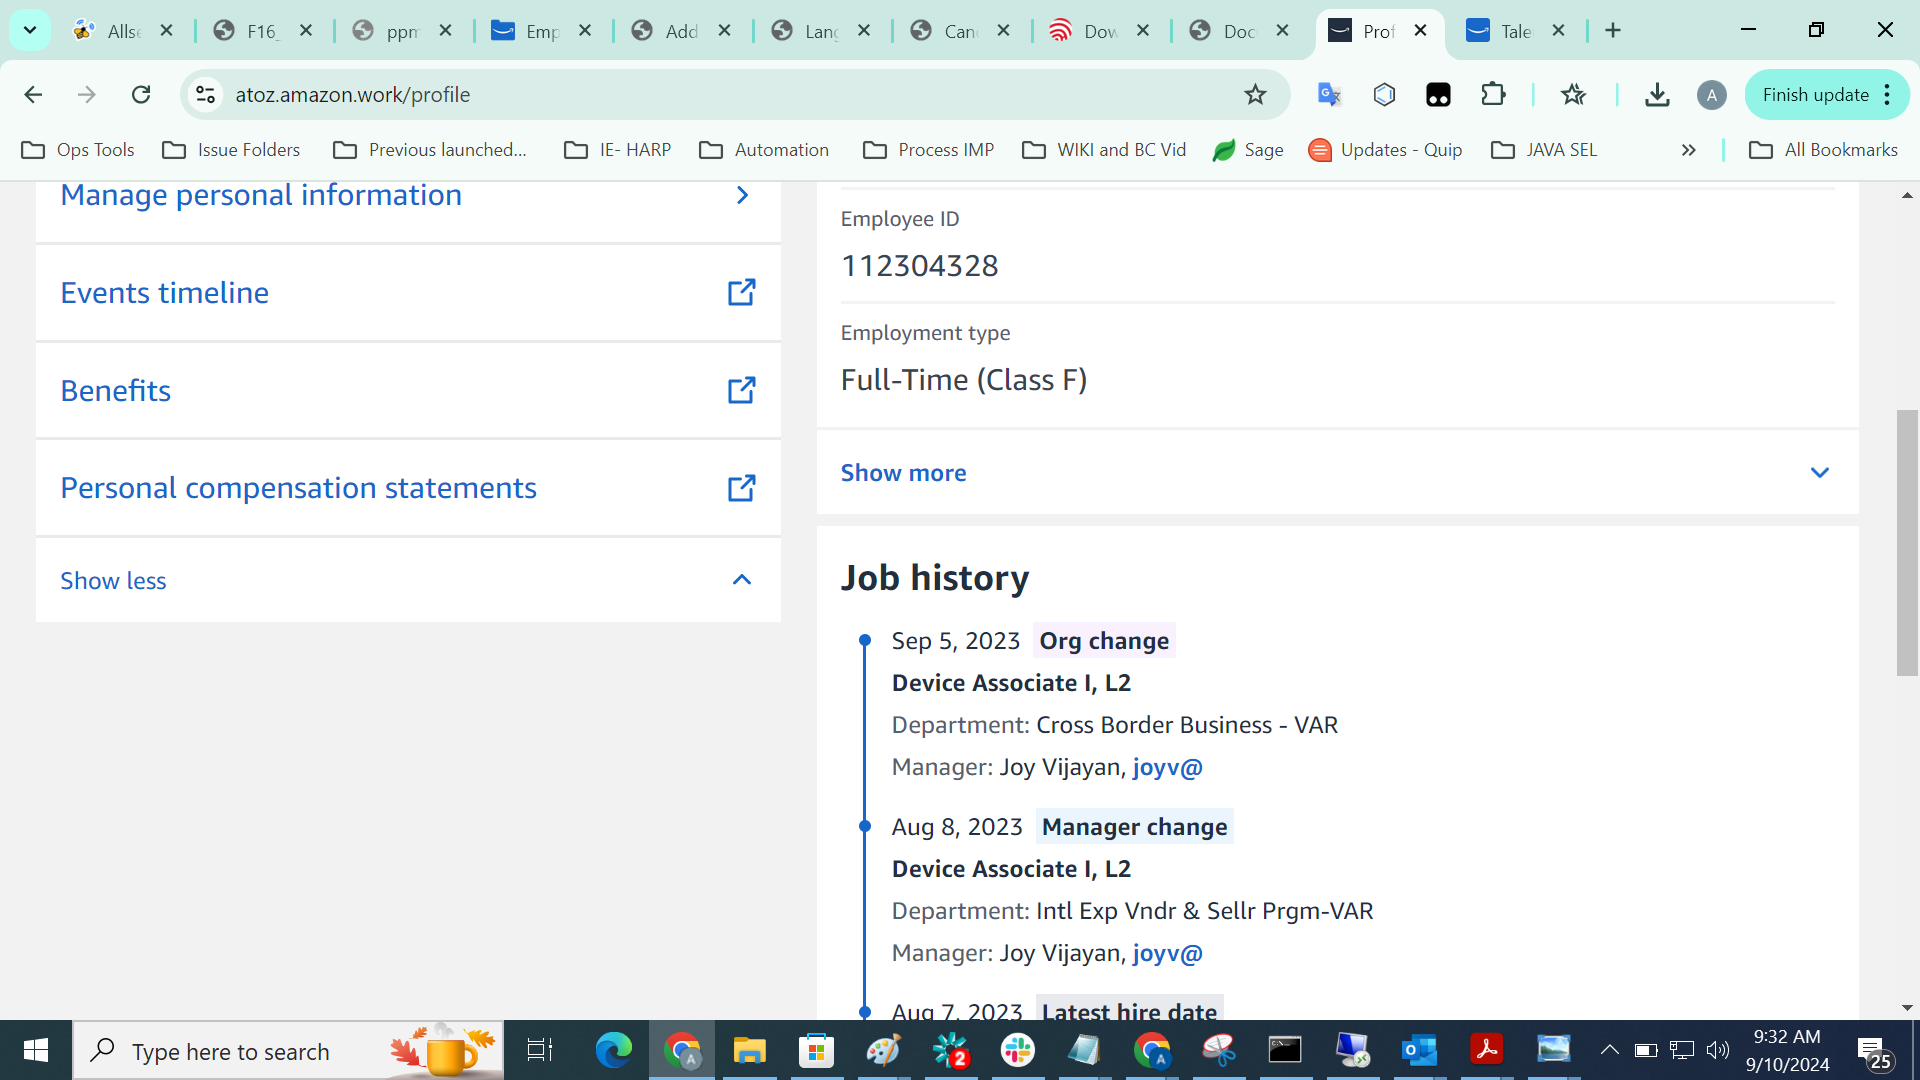 Allse
F16_
ppm
Emp
Add
Lang
Can
Dow
Doc
Prof
Tale
atoz.amazon.work/profile
A
Finish update
Ops Tools
Issue Folders
Previous launched...
IE- HARP
Automation
Process IMP
WIKI and BC Vid
Sage
Updates - Quip
JAVA SEL
»
All Bookmarks
Manage personal information
Events timeline
Benefits
Personal compensation statements
Show less
Employee ID
112304328
Employment type
Full-Time (Class F)
Show more
Job history
Sep 5, 2023 Org change
Device Associate I, L2
Department: Cross Border Business - VAR
Manager: Joy Vijayan, joyv@
Aug 8, 2023 Manager change
Device Associate I, L2
Department: Intl Exp Vndr & Sellr Prgm-VAR
Manager: Joy Vijayan, joyv@
Aug 7, 2023 Latest hire date
Type here to search
2
9:32 AM
9/10/2024
25